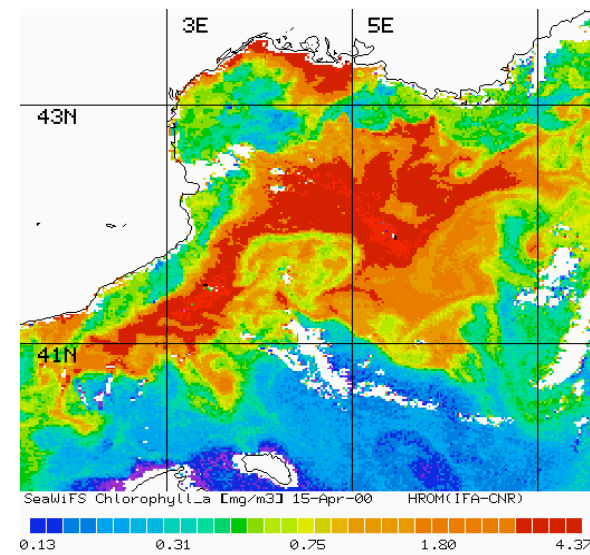 3E 5E
43N
41N
SeaWiFS Chlorophyll_a [mg/m3] 15-Apr-00 HROM(IFA-CNR)
0.13 0.31 0.75 1.80 4.37